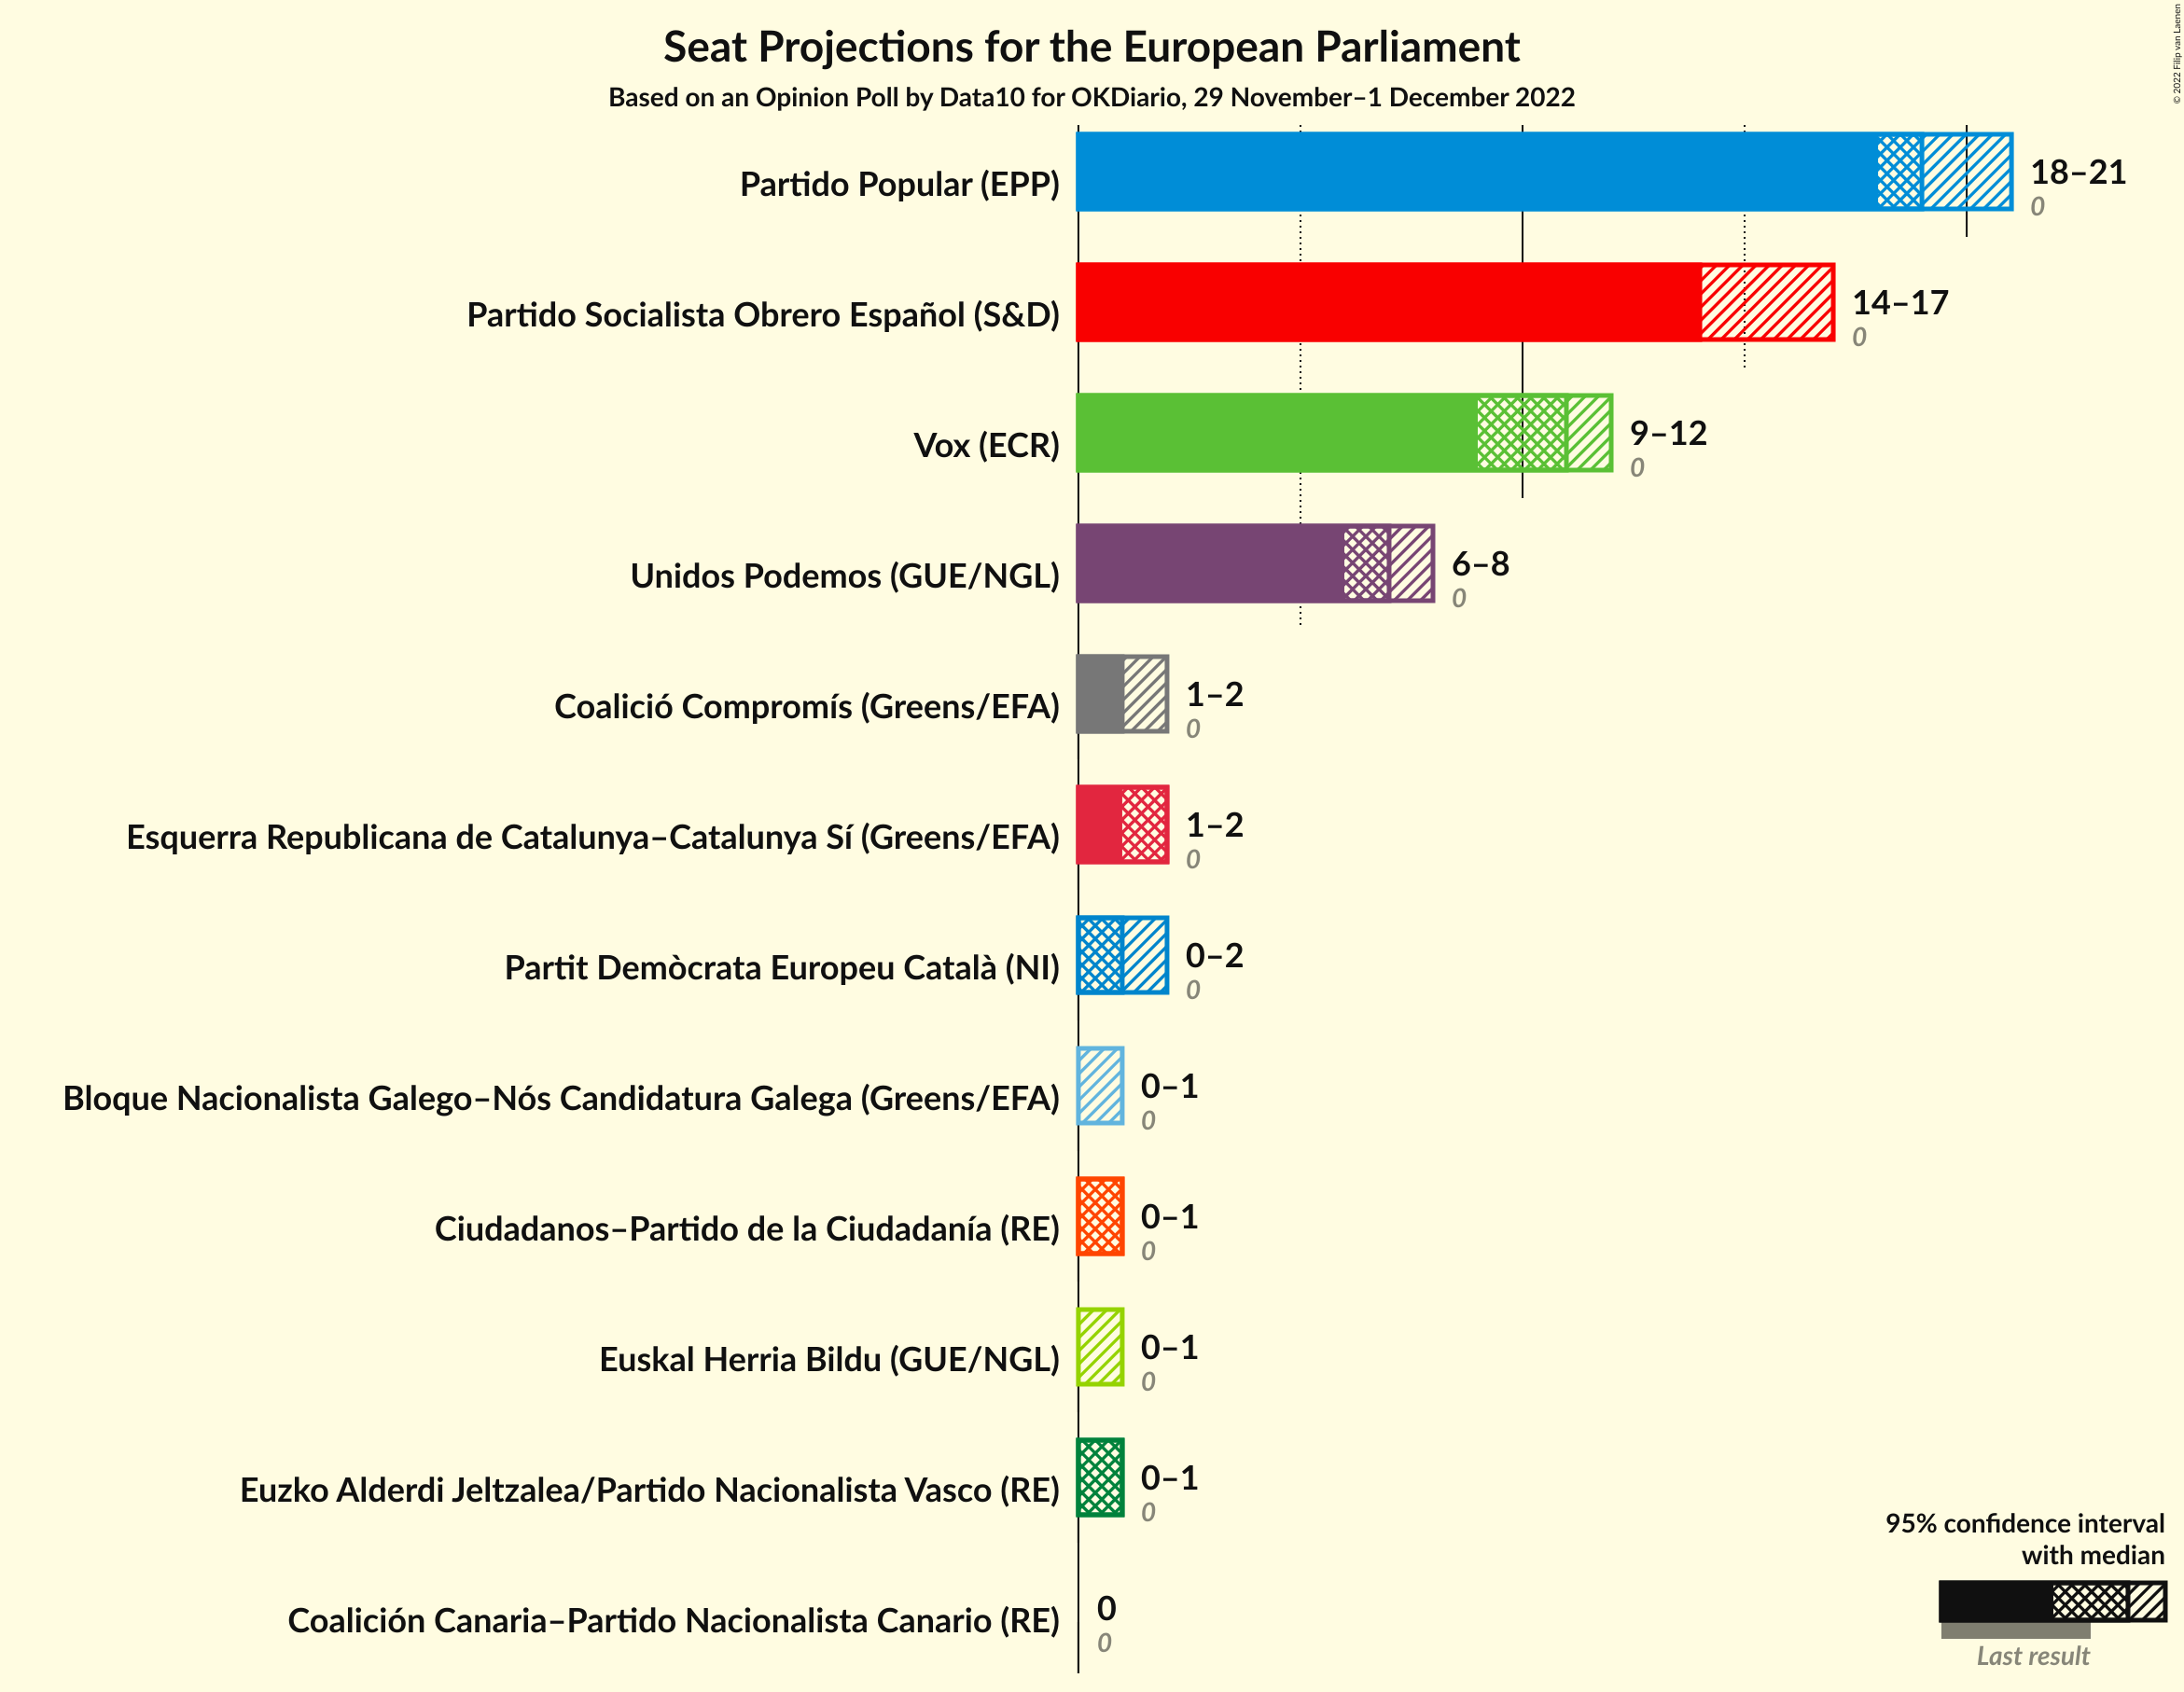 Seat Projections for the European Parliament
Based on an Opinion Poll by Data10 for OKDiario, 29 November–1 December 2022
© 2022 Filip van Laenen
Partido Popular (EPP)
18–21
0
Partido Socialista Obrero Español (S&D)
14–17
0
Vox (ECR)
9–12
0
Unidos Podemos (GUE/NGL)
6–8
0
Coalició Compromís (Greens/EFA)
1–2
0
Esquerra Republicana de Catalunya–Catalunya Sí (Greens/EFA)
1–2
0
Partit Demòcrata Europeu Català (NI)
0–2
0
Bloque Nacionalista Galego–Nós Candidatura Galega (Greens/EFA)
0–1
0
Ciudadanos–Partido de la Ciudadanía (RE)
0–1
0
Euskal Herria Bildu (GUE/NGL)
0–1
0
Euzko Alderdi Jeltzalea/Partido Nacionalista Vasco (RE)
0–1
0
Coalición Canaria–Partido Nacionalista Canario (RE)
0
0
95% confidence interval
with median
Last result